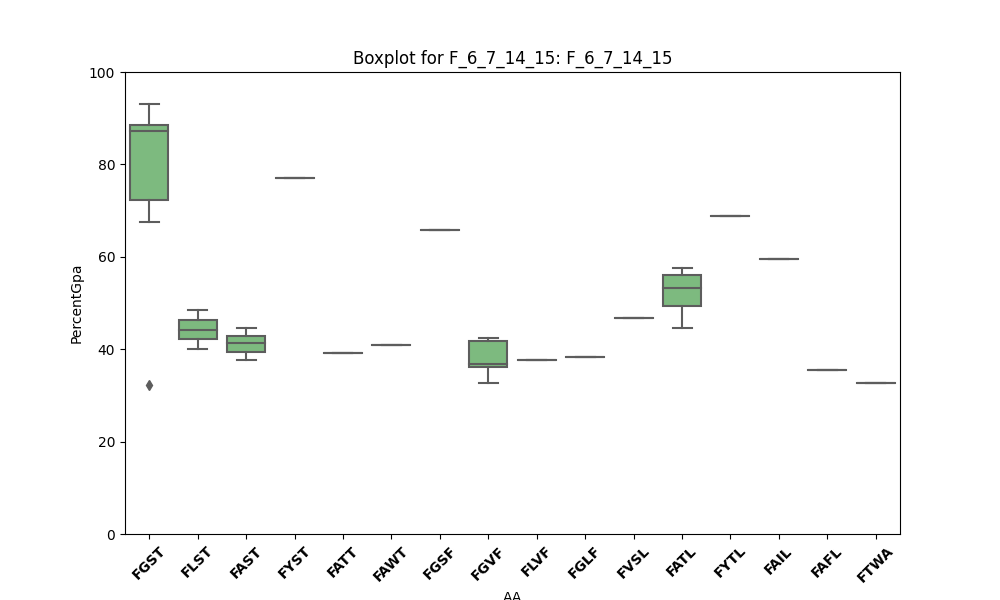 Boxplot for F_6_7_14_15: F_6_7_14_15
PercentGpa
100
80
60
40
20
0
FGST FLST FAST FYST FATT FAWT FGSF FGVF FLVF FGLF FVSL FATL FYTL FAIL FAFL FTWA
AA